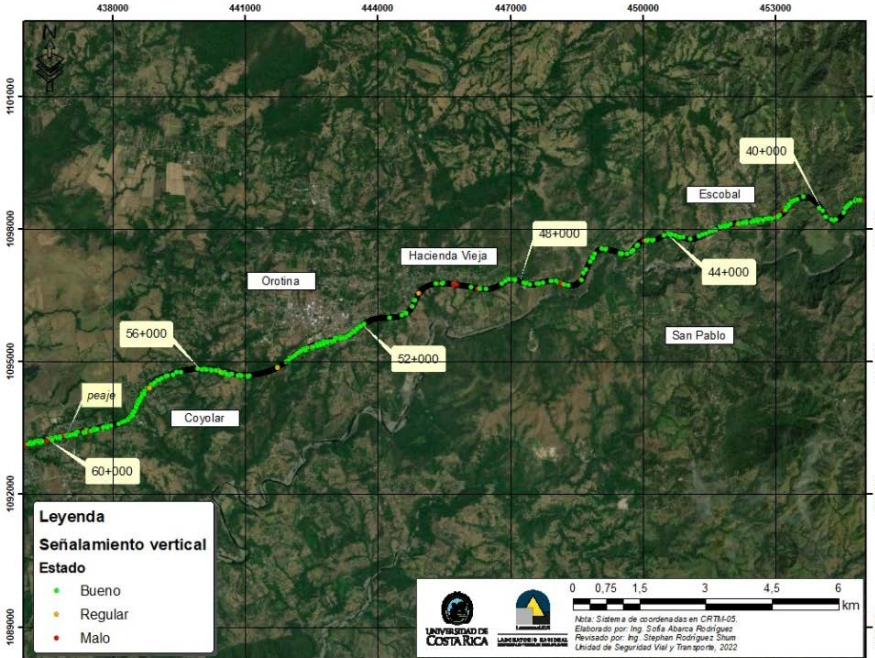 438000 441000 444000 447000 450000 453000
N
1101000
40+000
Escobal
1098000
48+000
Hacienda Vieja
44+000
Orotina
San Pablo
56+000
52+000
1095000
peaje
Coyolar
60+000
1092000
Leyenda
Señalamiento vertical
Estado
Bueno
Regular
Malo
1089000
0 0,75 1,5 3 4,5 6
km
UNIVERSIDAD DE
COSTA RICA
LanammeUCR
LABORATORIO NACIONAL
Nota: Sistema de coordenadas en CRTM-05.
Elaborado por: Ing. Sofía Abarca Rodríguez
Revisado por: Ing. Stephan Rodríguez Shum
Unidad de Seguridad Vial y Transporte, 2022